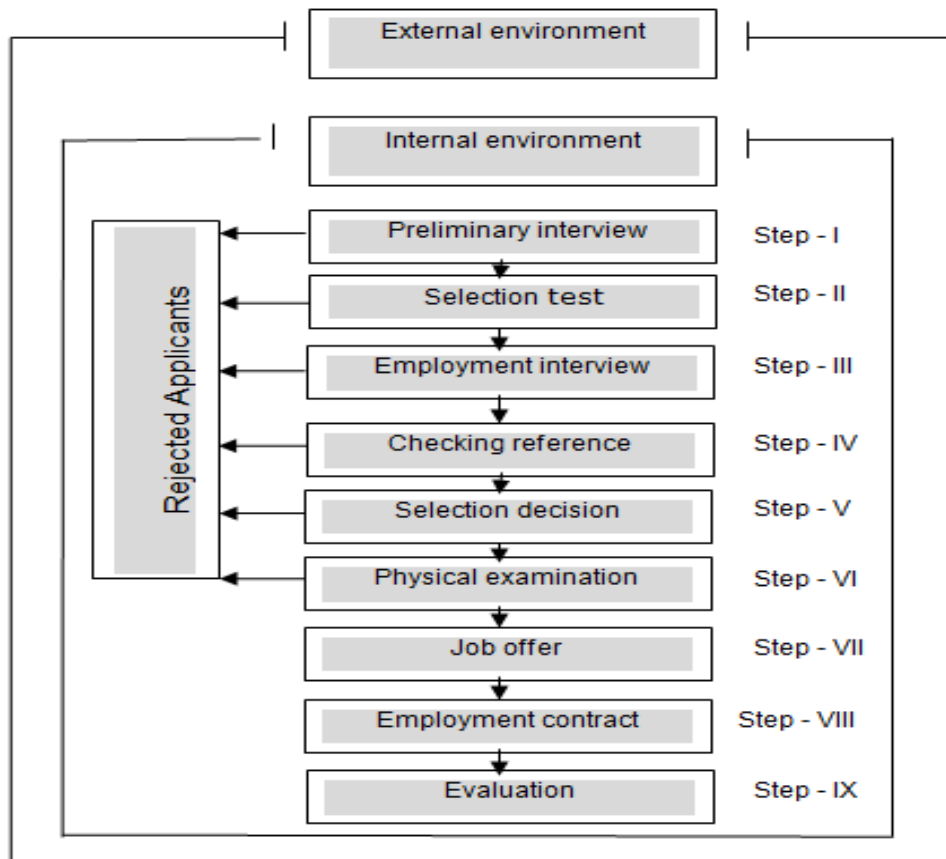 External environment
Internal environment
Preliminary interview
Step - I
Selection test
Step - II
Employment interview
Step - III
Checking reference
Step - IV
Selection decision
Step - V
Physical examination
Step - VI
Job offer
Step - VII
Employment contract
Step - VIII
Evaluation
Step - IX
Rejected Applicants